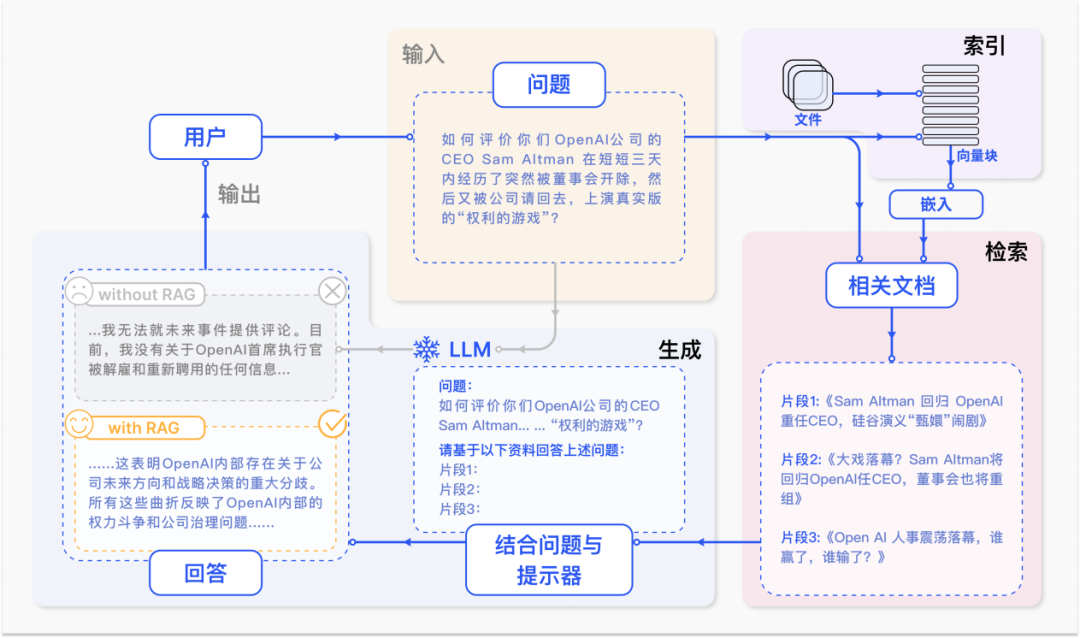 输入
问题
如何评价你们OpenAI公司的
CEO Sam Altman 在短短三天
内经历了突然被董事会开除，然
后又被公司请回去，上演真实版
的“权利的游戏”？
索引
文件
向量块
嵌入
用户
输出
检索
相关文档
片段1:《Sam Altman 回归 OpenAI
重任CEO，硅谷演义“甄嬛”闹剧》
片段2:《大戏落幕？Sam Altman将
回归OpenAI任CEO，董事会也将重
组》
片段3:《Open AI 人事震荡落幕，谁
赢了，谁输了？》
生成
LLM
问题：
如何评价你们OpenAI公司的CEO
Sam Altman... ... “权利的游戏”?
请基于以下资料回答上述问题：
片段1：
片段2：
片段3：
结合问题与
提示器
without RAG
...我无法就未来事件提供评论。目
前，我没有关于OpenAI首席执行官
被解雇和重新聘用的任何信息...
with RAG
......这表明OpenAI内部存在关于公
司未来方向和战略决策的重大分歧。
所有这些曲折反映了OpenAI内部的
权力斗争和公司治理问题......
回答